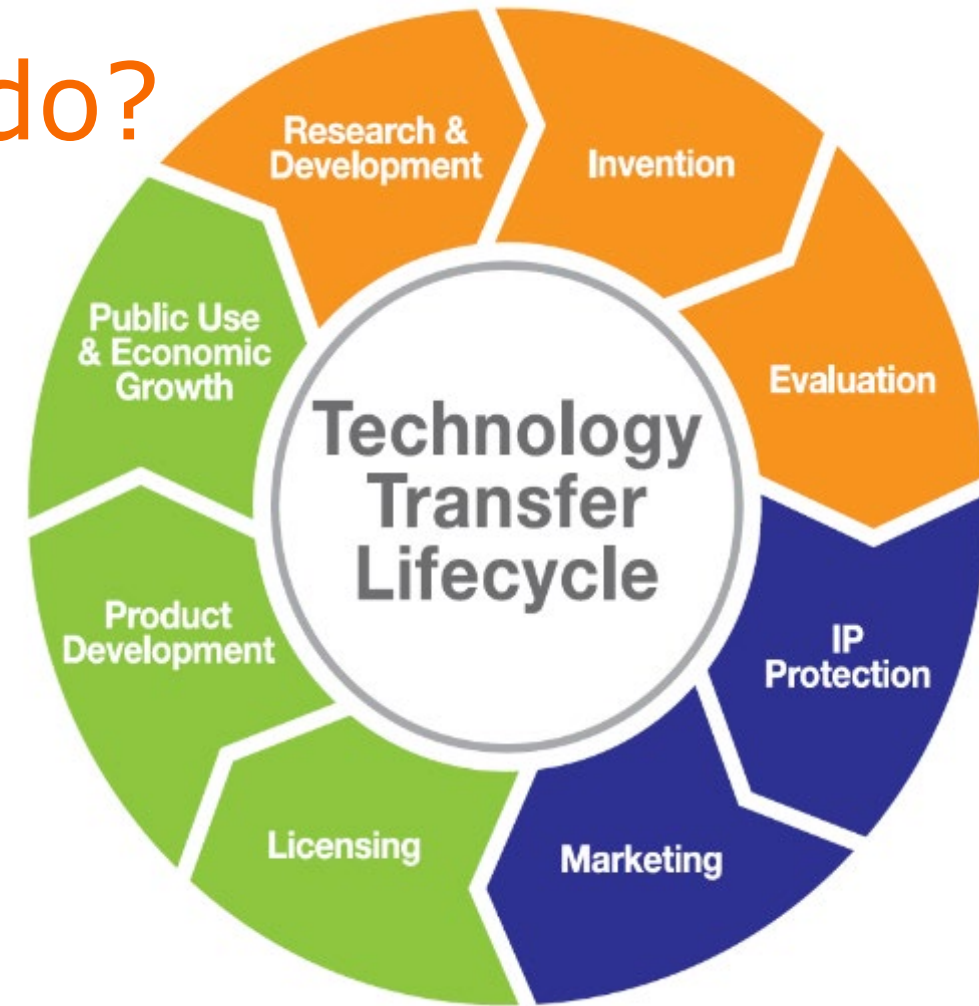 do?
Research &
Development
Invention
Evaluation
IP
Protection
Marketing
Licensing
Product
Development
Public Use
& Economic
Growth
Technology
Transfer
Lifecycle